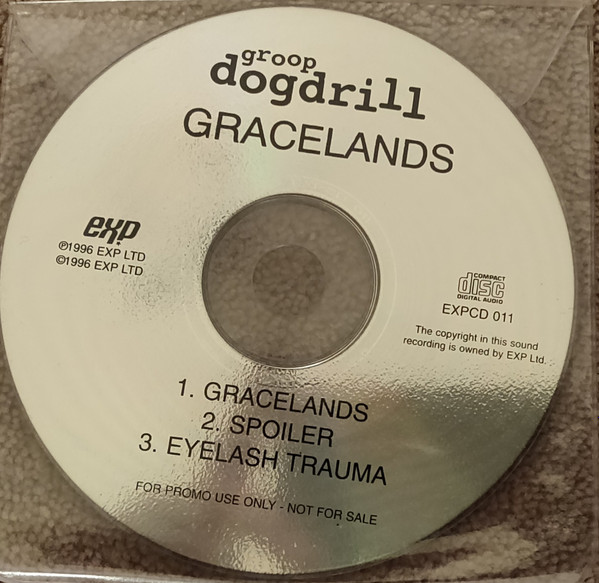 groop
dogdrill
GRACELANDS
exp
℗1996 EXP LTD
©1996 EXP LTD
COMPACT
disc
DIGITAL AUDIO
EXPCD 011
The copyright in this sound
recording is owned by EXP Ltd.
1. GRACELANDS
2. SPOILER
3. EYELASH TRAUMA
FOR PROMO USE ONLY - NOT FOR SALE